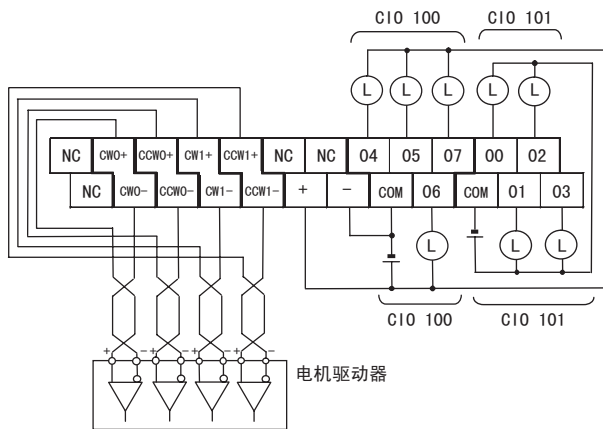 CIO 100 CIO 101
L L L L L
NC CW0+ CCW0+ CW1+ CCW1+ NC NC 04 05 07 00 02
NC CW0- CCW0- CW1- CCW1- + - COM 06 COM 01 03
L L L
CIO 100 CIO 101
+ - + - + - + -
电机驱动器